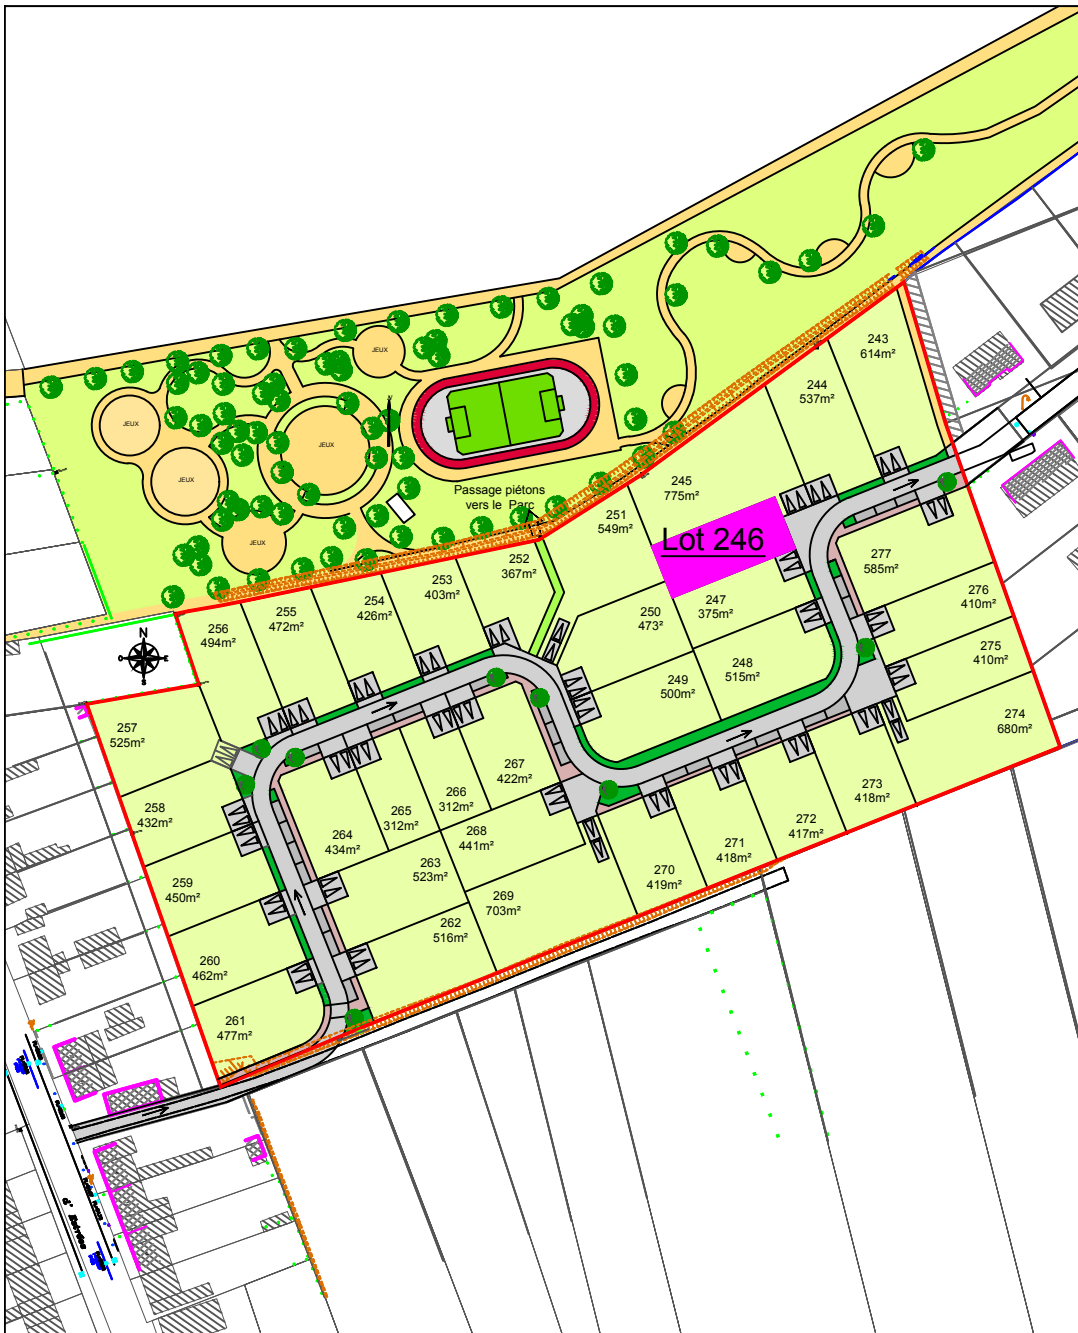 243
614m²
244
537m²
JEUX
JEUX
JEUX
JEUX
JEUX
Passage piétons
vers le Parc
245
775m²
251
549m²
Lot 246
252
367m²
253
403m²
254
426m²
255
472m²
256
494m²
277
585m²
276
410m²
247
375m²
250
473²
N
E
S
275
410m²
248
515m²
249
500m²
274
680m²
257
525m²
267
422m²
258
432m²
266
312m²
265
312m²
264
434m²
268
441m²
273
418m²
272
417m²
271
418m²
270
419m²
263
523m²
259
450m²
269
703m²
262
516m²
260
462m²
261
477m²